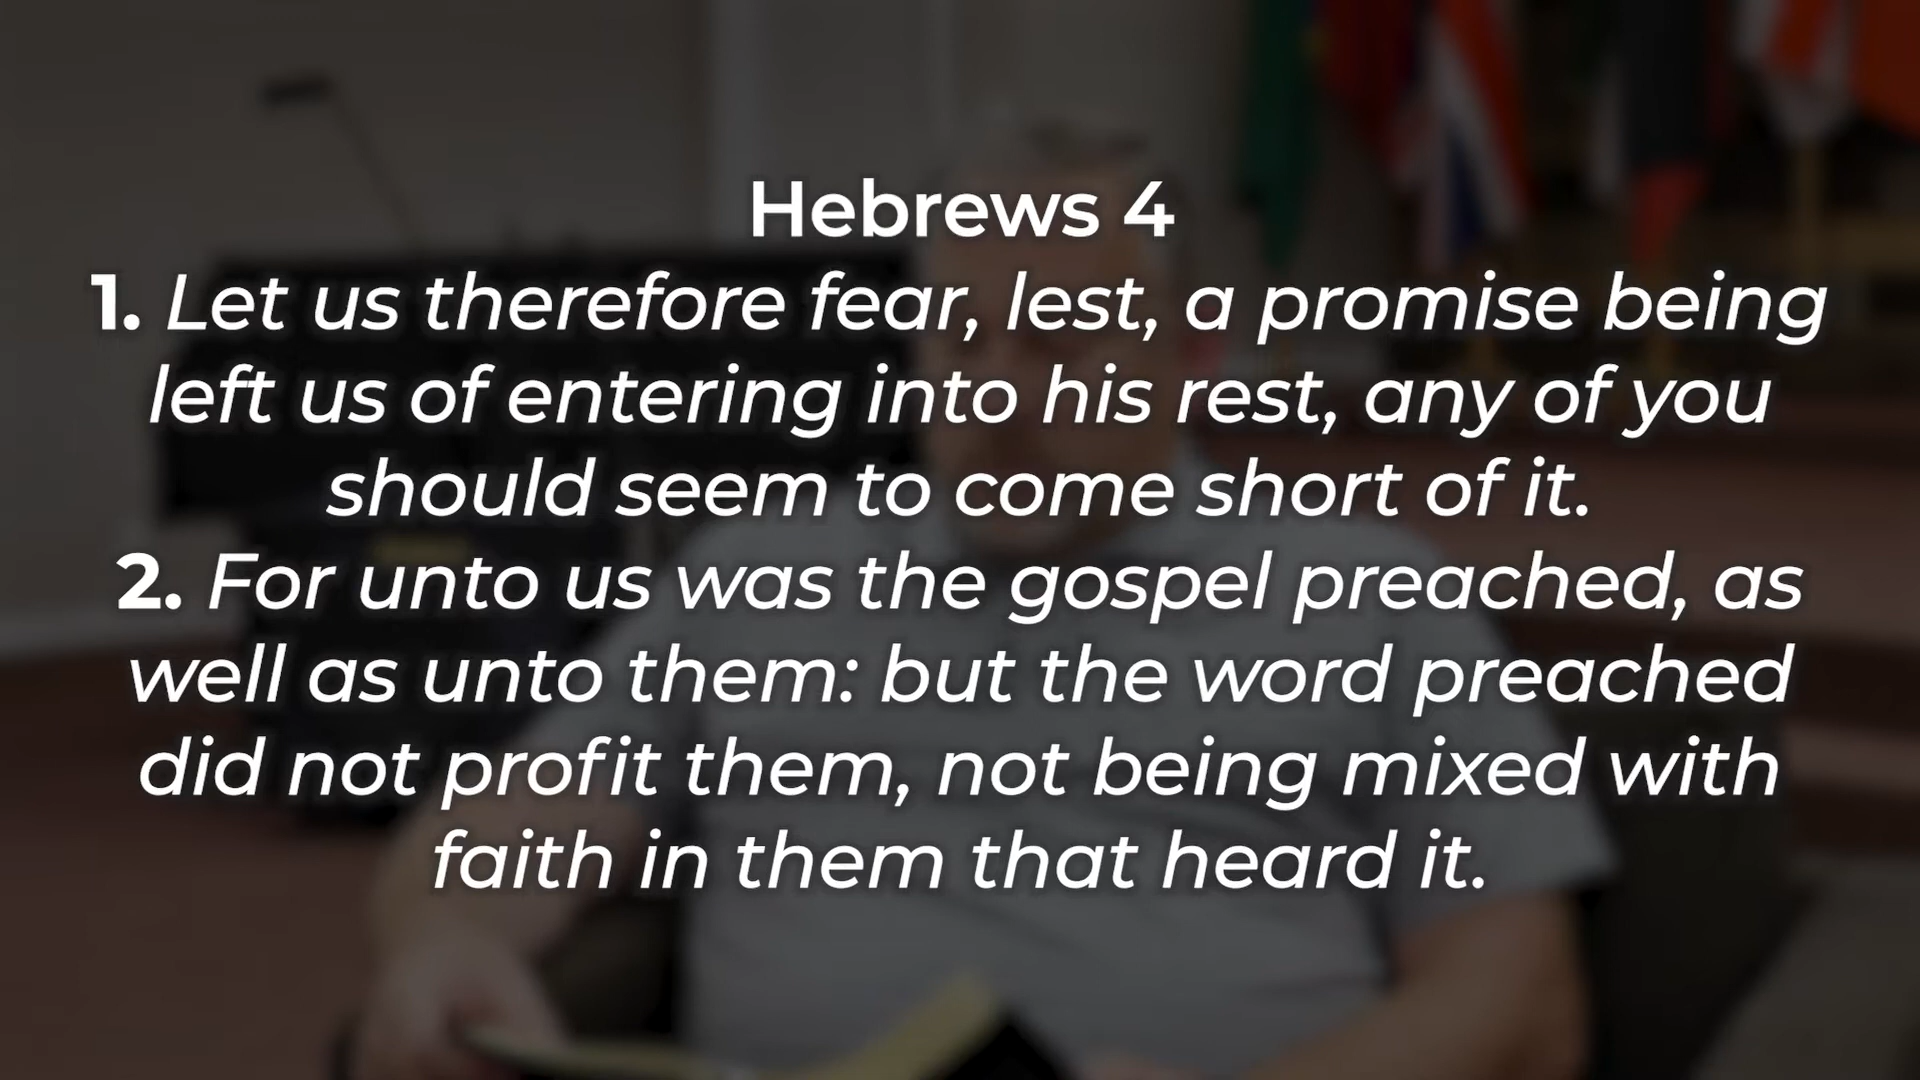 Hebrews 4
1. Let us therefore fear, lest, a promise being
left us of entering into his rest, any of you
should seem to come short of it.
2. For unto us was the gospel preached, as
well as unto them: but the word preached
did not profit them, not being mixed with
faith in them that heard it.